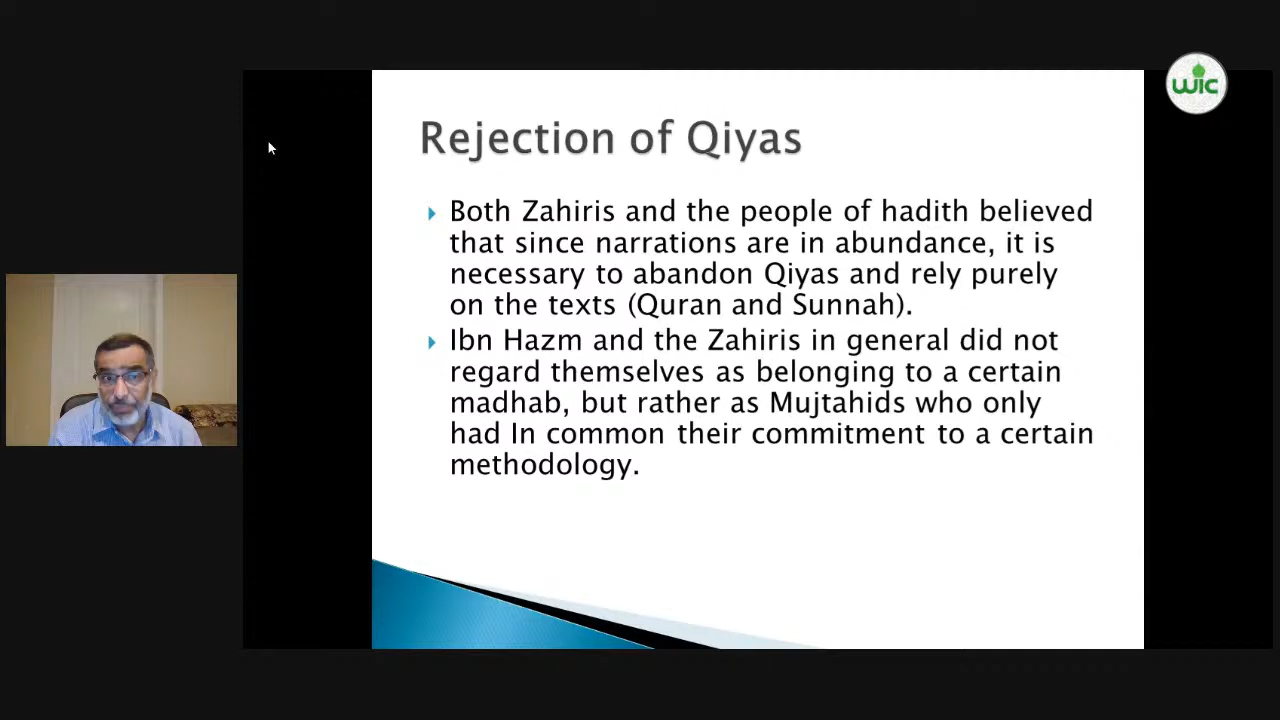 WIC
Rejection of Qiyas
Both Zahiris and the people of hadith believed
that since narrations are in abundance, it is
necessary to abandon Qiyas and rely purely
on the texts (Quran and Sunnah).
Ibn Hazm and the Zahiris in general did not
regard themselves as belonging to a certain
madhab, but rather as Mujtahids who only
had In common their commitment to a certain
methodology.